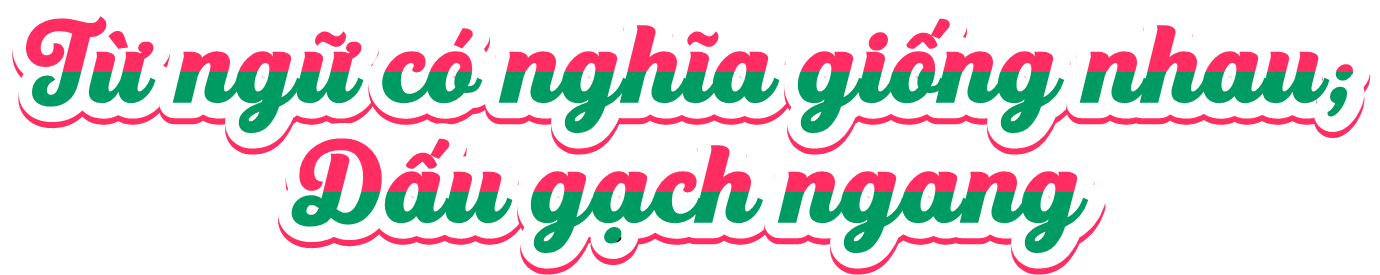 Từ ngữ có nghĩa giống nhau;
Dấu gạch ngang